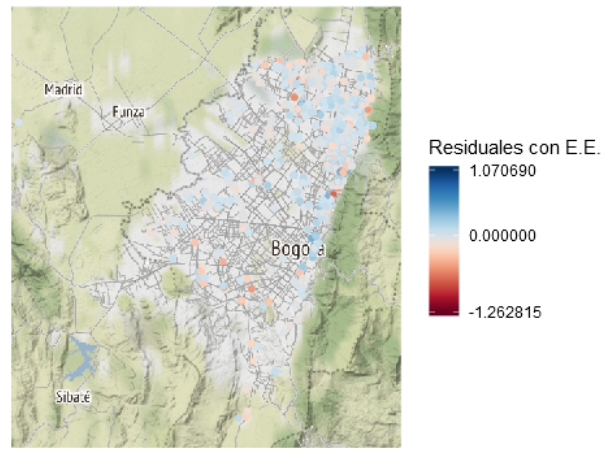 Madrid
Funza
Bogotá
Sibaté
Residuales con E.E.
1.070690
0.000000
-1.262815